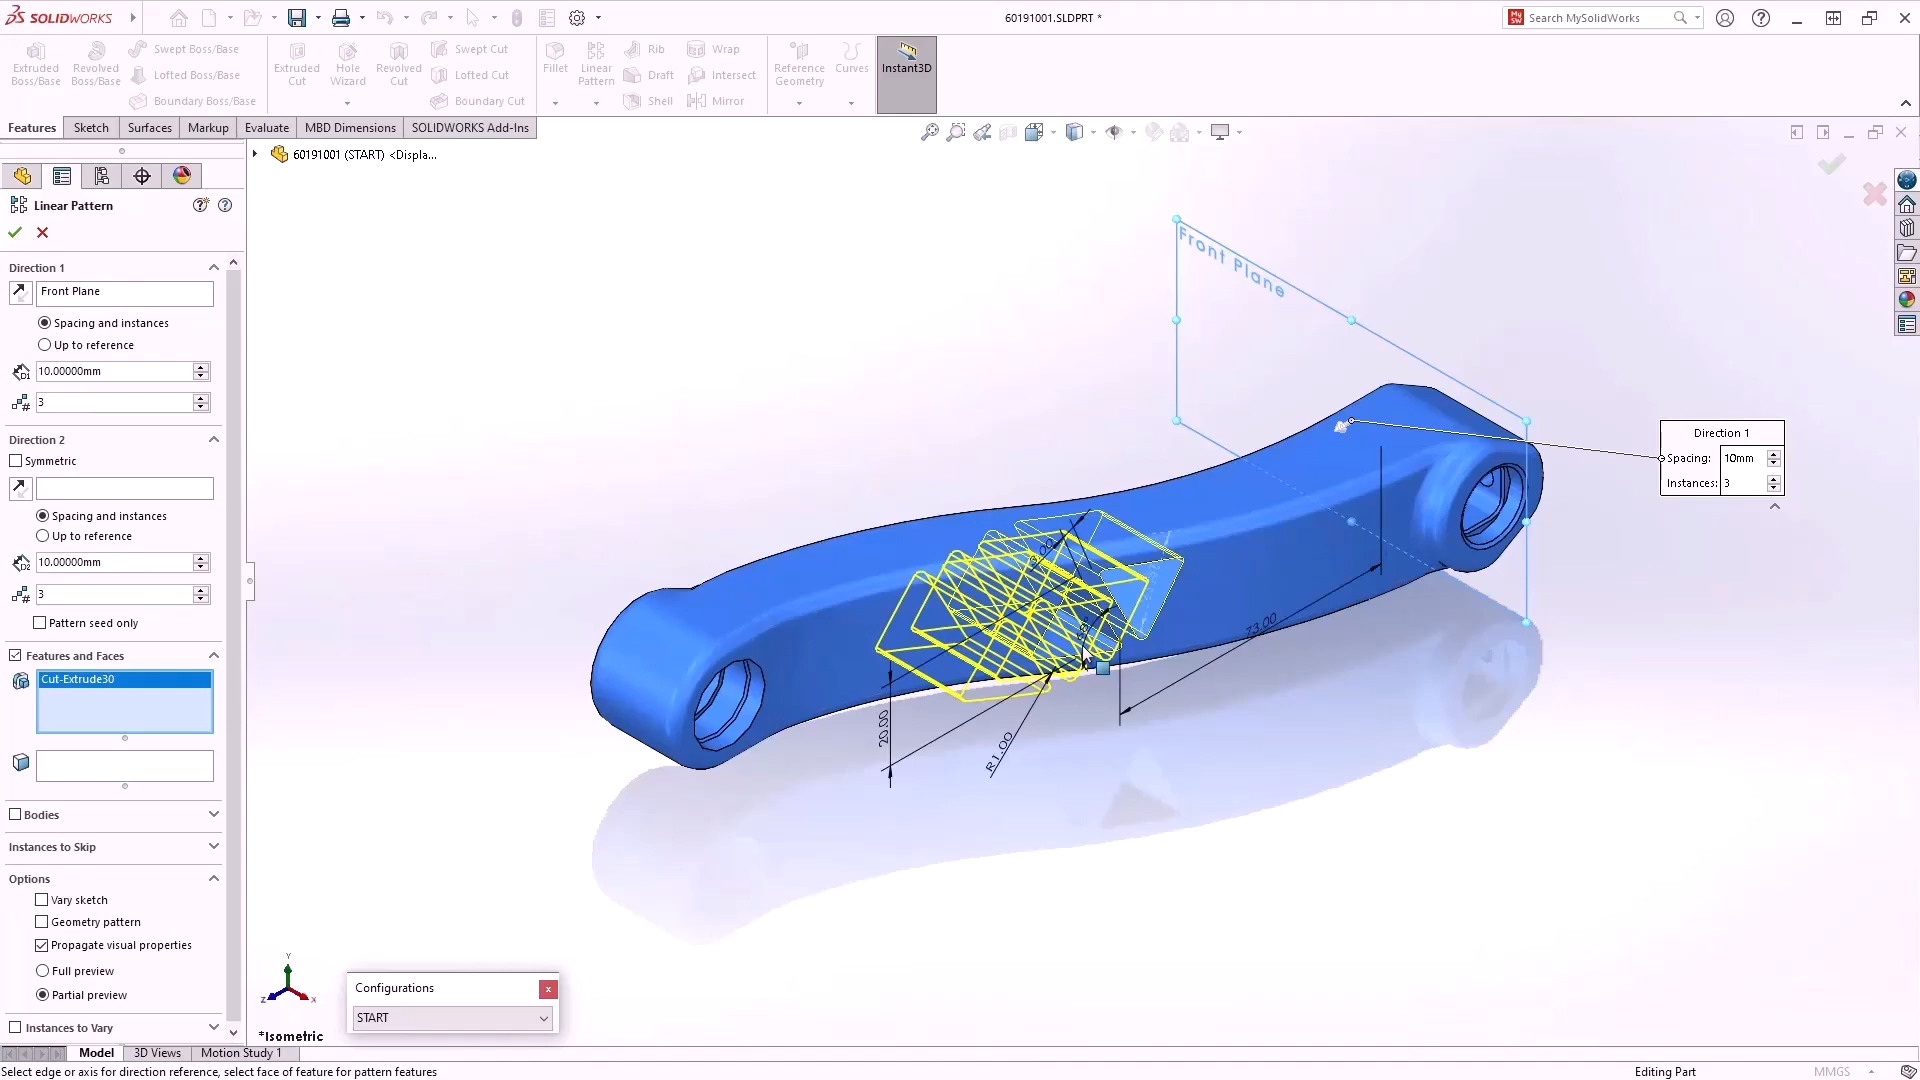 SOLIDWORKS
60191001.SLDPRT *
Search MySolidWorks
Extruded Boss/Base
Revolved Boss/Base
Swept Boss/Base
Lofted Boss/Base
Boundary Boss/Base
Extruded Cut
Hole Wizard
Revolved Cut
Swept Cut
Lofted Cut
Boundary Cut
Fillet
Linear Pattern
Rib
Draft
Shell
Wrap
Intersect
Mirror
Reference Geometry
Curves
Instant3D
Features
Sketch
Surfaces
Markup
Evaluate
MBD Dimensions
SOLIDWORKS Add-Ins
60191001 (START) <Displa...
Linear Pattern
Direction 1
Front Plane
Spacing and instances
Up to reference
D1
10.00000mm
3
Direction 2
Symmetric
Spacing and instances
Up to reference
D2
10.00000mm
3
Pattern seed only
Features and Faces
Cut-Extrude30
Bodies
Instances to Skip
Options
Vary sketch
Geometry pattern
Propagate visual properties
Full preview
Partial preview
Instances to Vary
Front Plane
Direction 1
Spacing: 10mm
Instances: 3
73.00
20.00
R1.00
Y
Z
X
*Isometric
Configurations
START
Model
3D Views
Motion Study 1
Select edge or axis for direction reference, select face of feature for pattern features
Editing Part
MMGS